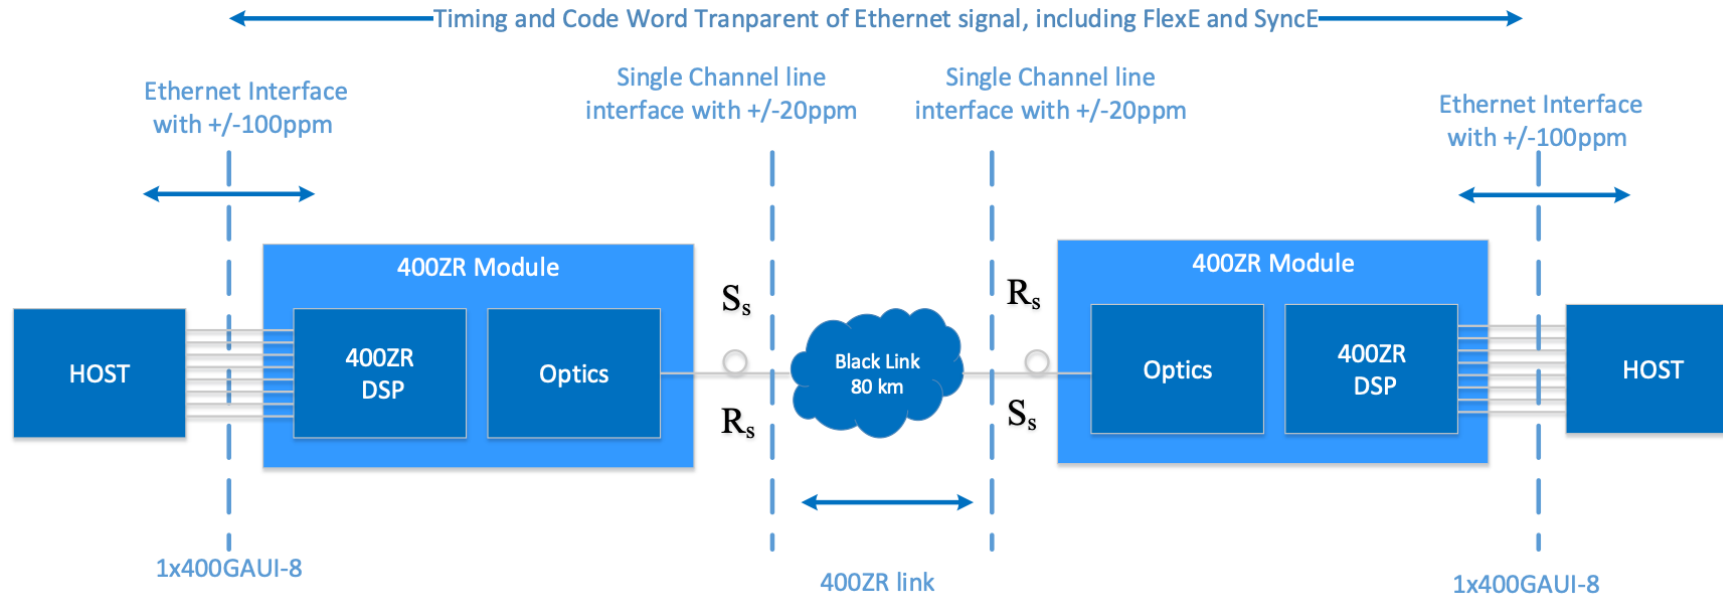 Timing and Code Word Tranparent of Ethernet signal, including FlexE and SyncE
Ethernet Interface
with +/-100ppm
Single Channel line
interface with +/-20ppm
Single Channel line
interface with +/-20ppm
Ethernet Interface
with +/-100ppm
HOST
400ZR Module
400ZR
DSP
Optics
Ss
Rs
Black Link
80 km
Rs
Ss
400ZR Module
Optics
400ZR
DSP
HOST
1x400GAUI-8
400ZR link
1x400GAUI-8